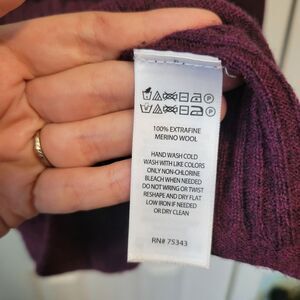 100% EXTRAFINE
MERINO WOOL
HAND WASH COLD
WASH WITH LIKE COLORS
ONLY NON-CHLORINE
BLEACH WHEN NEEDED
DO NOT WRING OR TWIST
RESHAPE AND DRY FLAT
LOW IRON IF NEEDED
OR DRY CLEAN
RN# 75343